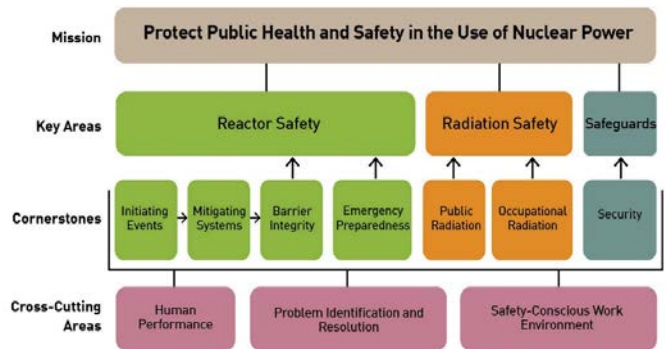 Mission
Protect Public Health and Safety in the Use of Nuclear Power
Key Areas
Reactor Safety
Radiation Safety
Safeguards
Cornerstones
Initiating
Events
Mitigating
Systems
Barrier
Integrity
Emergency
Preparedness
Public
Radiation
Occupational
Radiation
Security
Cross-Cutting
Areas
Human
Performance
Problem Identification and
Resolution
Safety-Conscious Work
Environment